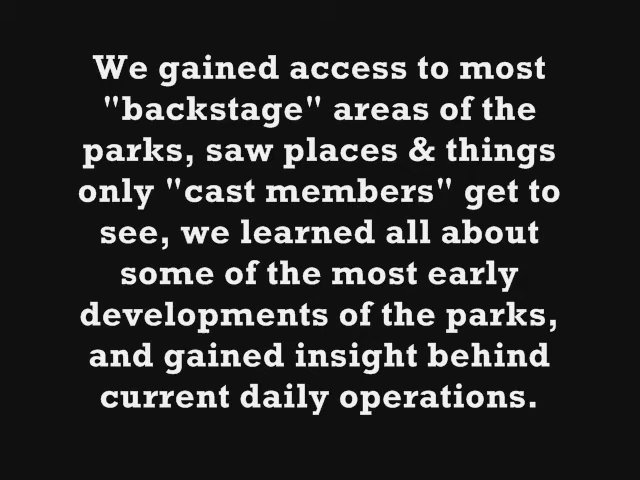 We gained access to most
"backstage" areas of the
parks, saw places & things
only "cast members" get to
see, we learned all about
some of the most early
developments of the parks,
and gained insight behind
current daily operations.